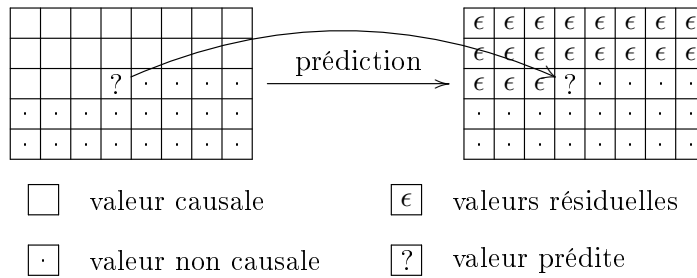 ϵ ϵ ϵ ϵ ϵ ϵ ϵ ϵ
ϵ ϵ ϵ ϵ ϵ ϵ ϵ ϵ
? · · · · prédiction ϵ ϵ ϵ ? · · · ·
· · · · · · · · · · · · · · · ·
· · · · · · · · · · · · · · · ·
valeur causale ϵ valeurs résiduelles
· valeur non causale ? valeur prédite